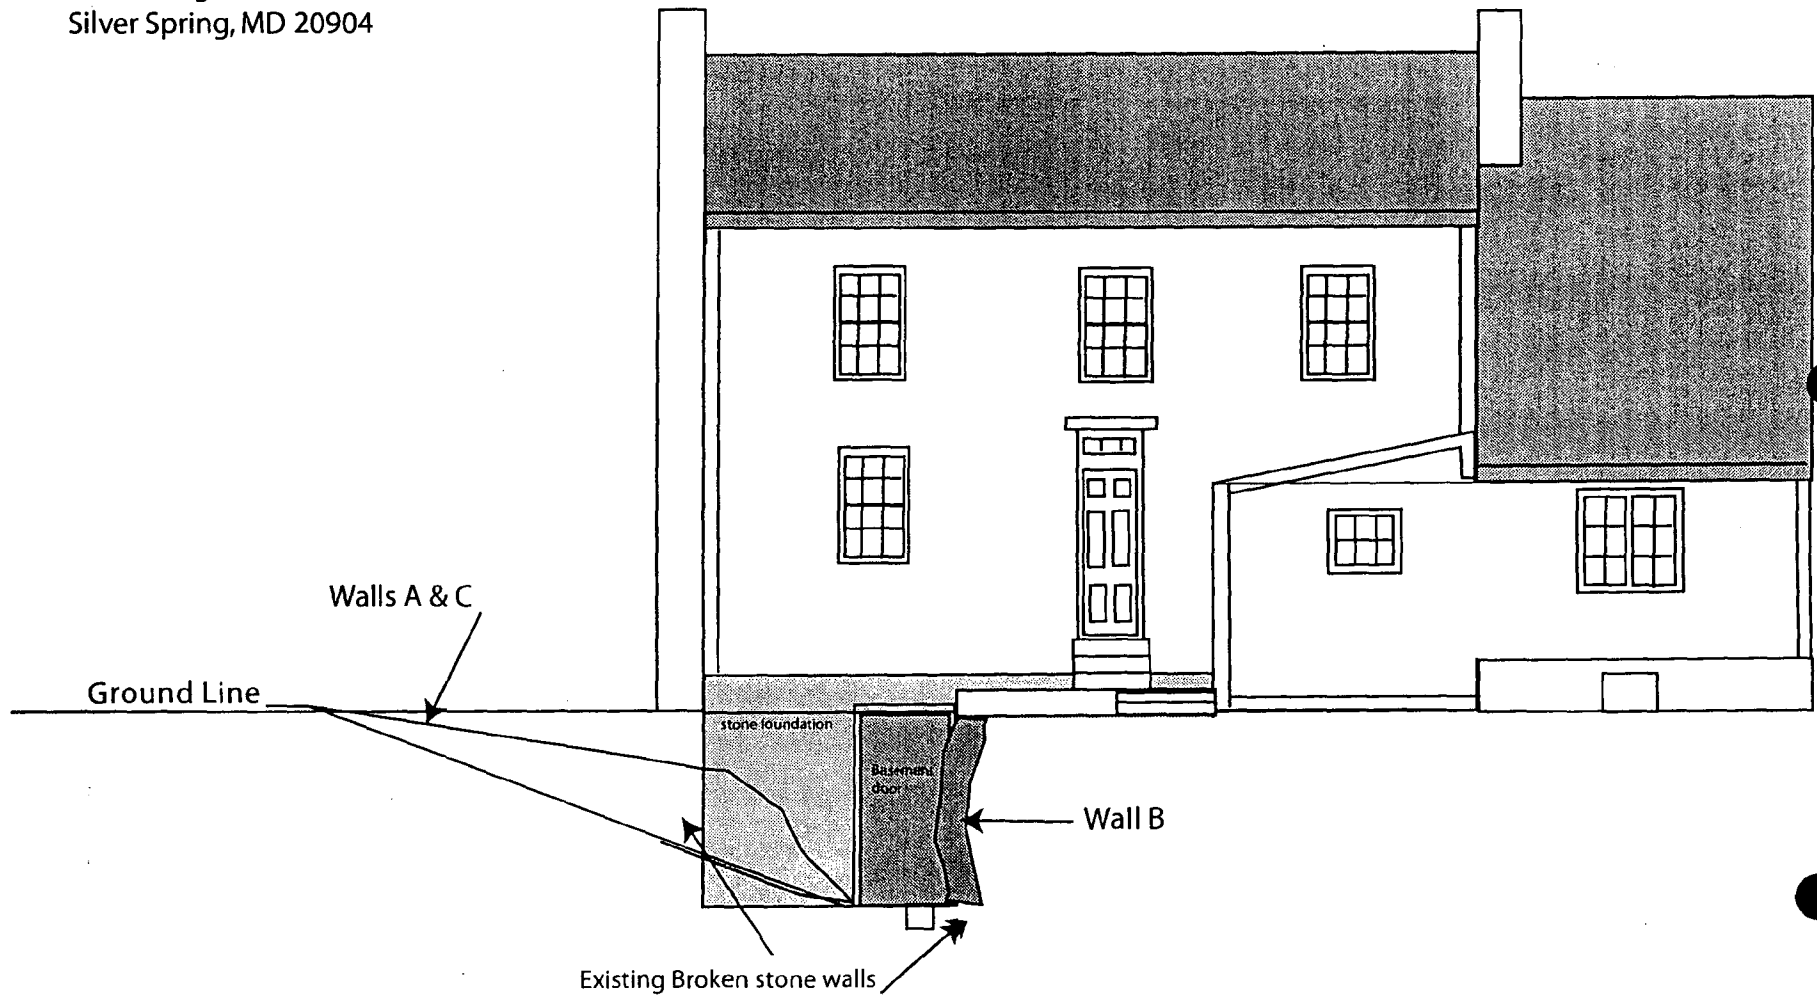 Silver Spring, MD 20904
Walls A & C
Ground Line
stone foundation
Basement
door
Wall B
Existing Broken stone walls